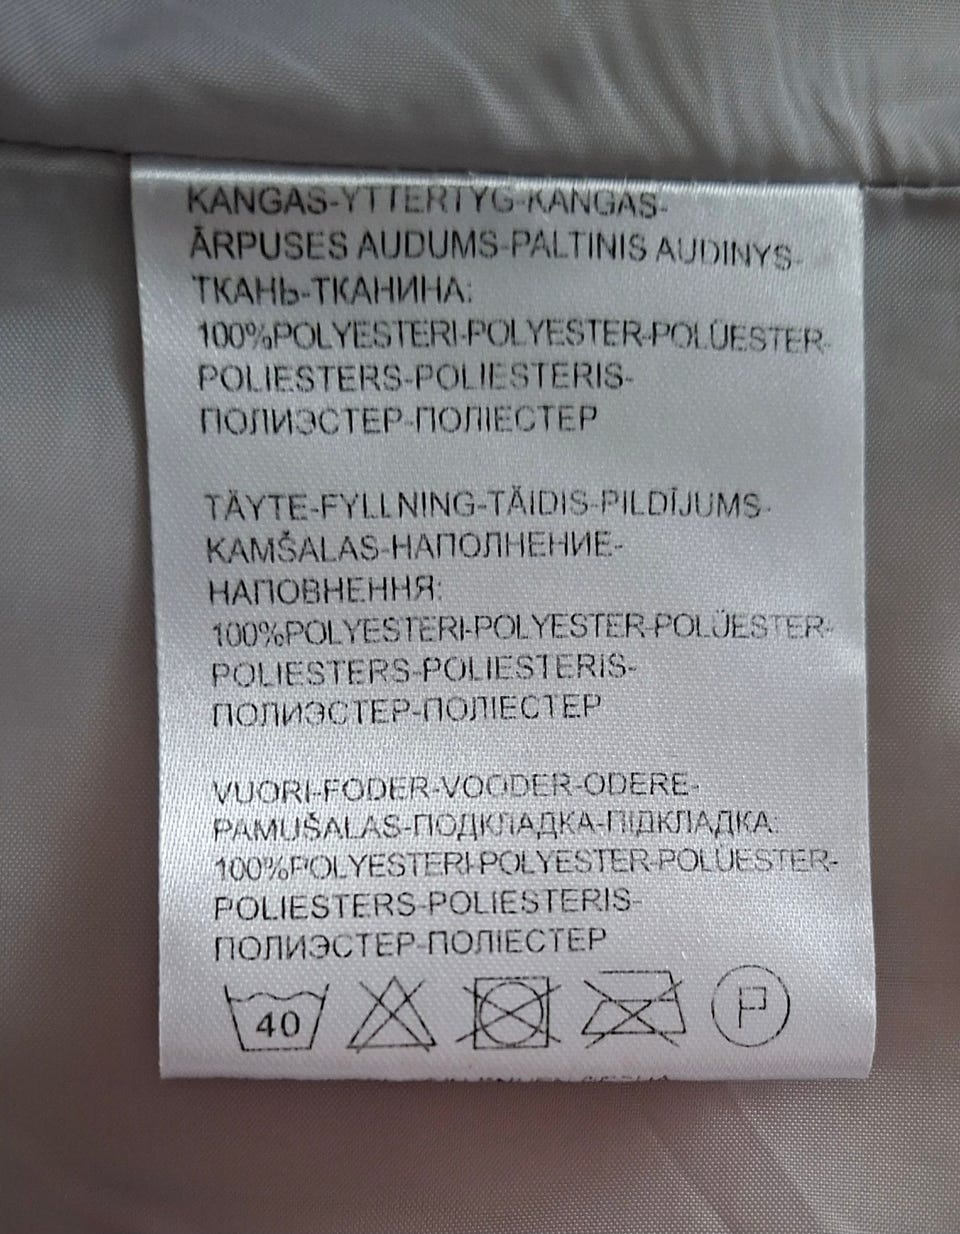 KANGAS-YTTERTYG-KANGAS-
ĀRPUSES AUDUMS-PALTINIS AUDINYS-
ТКАНЬ-ТКАНИНА:
100%POLYESTERI-POLYESTER-POLÜESTER-
POLIESTERS-POLIESTERIS-
ПОЛИЭСТЕР-ПОЛІЕСТЕР
TÄYTE-FYLLNING-TÄIDIS-PILDĪJUMS-
KAMŠALAS-НАПОЛНЕНИЕ-
НАПОВНЕННЯ:
100%POLYESTERI-POLYESTER-POLÜESTER-
POLIESTERS-POLIESTERIS-
ПОЛИЭСТЕР-ПОЛІЕСТЕР
VUORI-FODER-VOODER-ODERE-
PAMUŠALAS-ПОДКЛАДКА-ПІДКЛАДКА:
100%POLYESTERI-POLYESTER-POLÜESTER-
POLIESTERS-POLIESTERIS-
ПОЛИЭСТЕР-ПОЛІЕСТЕР
40 P